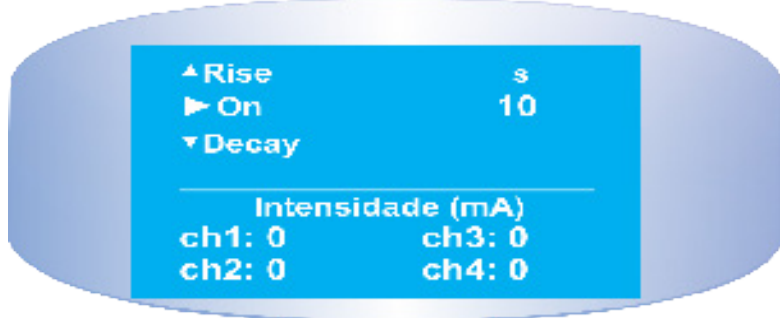 ▲Rise s
►On 10
▼Decay
Intensidade (mA)
ch1: 0 ch3: 0
ch2: 0 ch4: 0